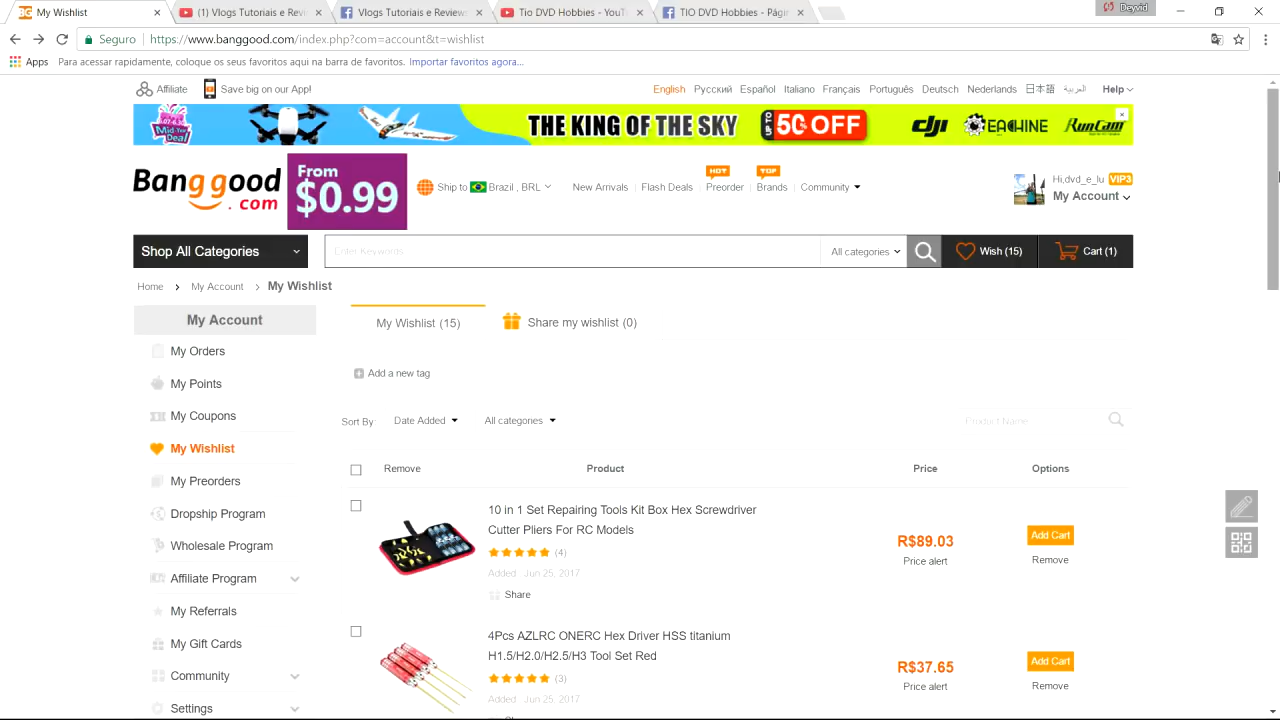 My Wishlist
(1) Vlogs Tutoriais e Revi
Vlogs Tutoriais e Reviews
Tio DVD Hobbies - YouT
TIO DVD Hobbies - Págin
Deyvid
Seguro
https://www.banggood.com/index.php?com=account&t=wishlist
Apps
Para acessar rapidamente, coloque os seus favoritos aqui na barra de favoritos.
Importar favoritos agora...
Affiliate
Save big on our App!
English Русский Español Italiano Français Português Deutsch Nederlands 日本語 العربية Help
Mid-Year Deal
THE KING OF THE SKY
UP TO 50% OFF
dji EACHINE RunCam
Banggood.com
From $0.99
Ship to Brazil , BRL
New Arrivals
Flash Deals
HOT
Preorder
TOP
Brands
Community
Hi,dvd_e_lu VIP3
My Account
Shop All Categories
Enter Keywords
All categories
Wish (15)
Cart (1)
Home > My Account > My Wishlist
My Account
My Orders
My Points
My Coupons
My Wishlist
My Preorders
Dropship Program
Wholesale Program
Affiliate Program
My Referrals
My Gift Cards
Community
Settings
My Wishlist (15)
Share my wishlist (0)
Add a new tag
Sort By:
Date Added
All categories
Product Name
Remove
Product
Price
Options
10 in 1 Set Repairing Tools Kit Box Hex Screwdriver
Cutter Pliers For RC Models
(4)
Added: Jun 25, 2017
Share
R$89.03
Price alert
Add Cart
Remove
4Pcs AZLRC ONERC Hex Driver HSS titanium
H1.5/H2.0/H2.5/H3 Tool Set Red
(3)
Added: Jun 25, 2017
R$37.65
Price alert
Add Cart
Remove